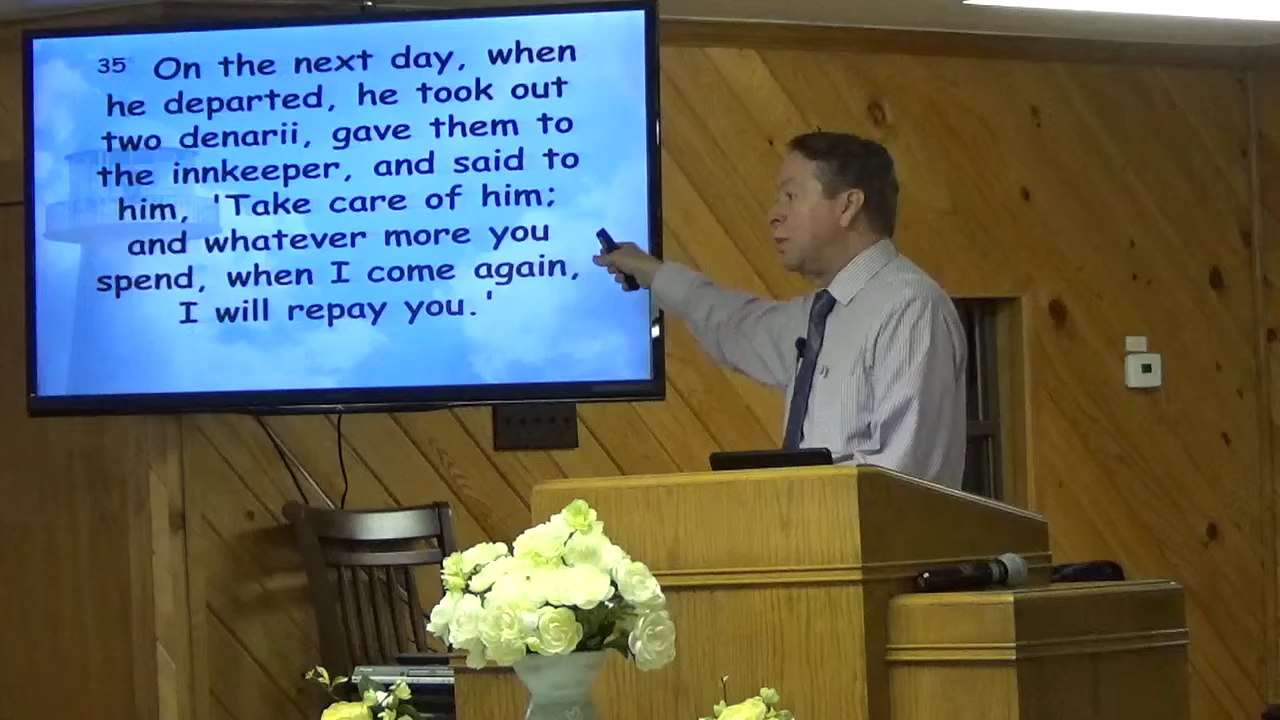 35 On the next day, when
he departed, he took out
two denarii, gave them to
the innkeeper, and said to
him, 'Take care of him;
and whatever more you
spend, when I come again,
I will repay you.'